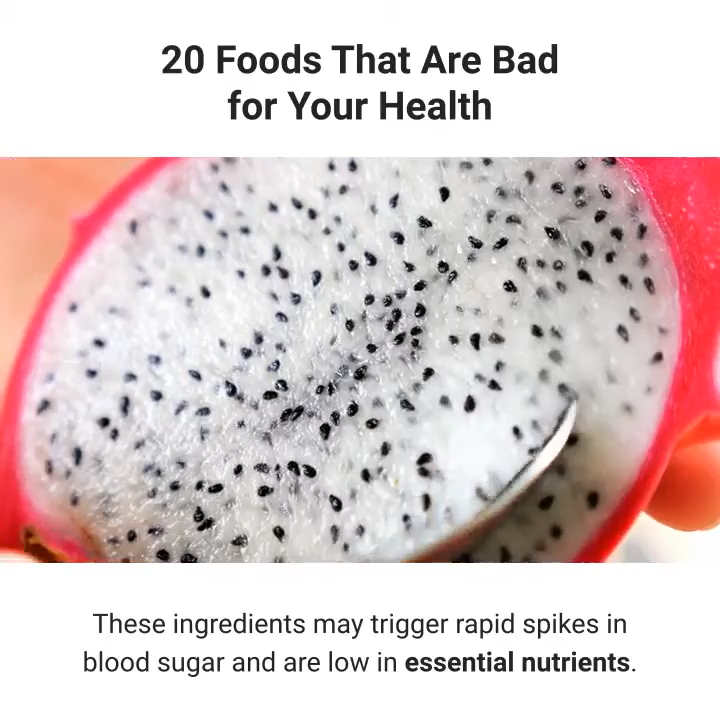 20 Foods That Are Bad
for Your Health
These ingredients may trigger rapid spikes in
blood sugar and are low in essential nutrients.